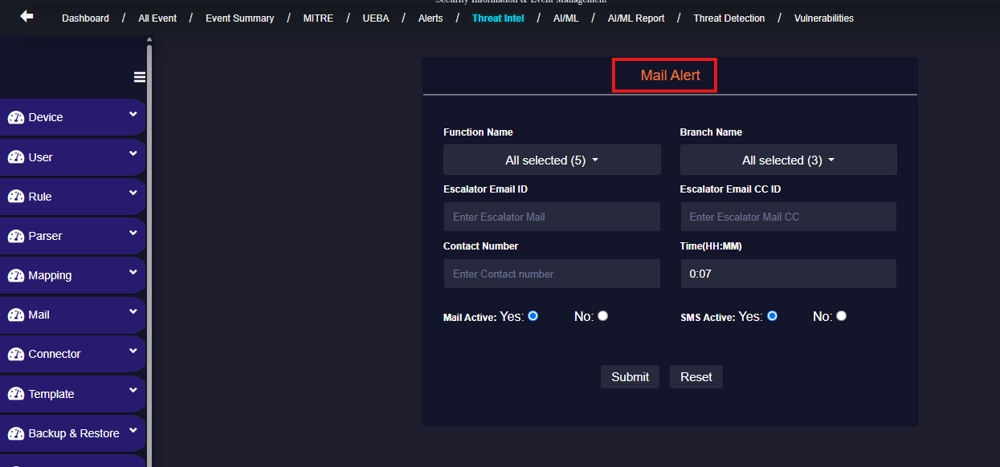 Security Information & Event Management
Dashboard / All Event / Event Summary / MITRE / UEBA / Alerts / Threat Intel / AI/ML / AI/ML Report / Threat Detection / Vulnerabilities
Device
User
Rule
Parser
Mapping
Mail
Connector
Template
Backup & Restore
Mail Alert
Function Name Branch Name
All selected (5) All selected (3)
Escalator Email ID Escalator Email CC ID
Enter Escalator Mail Enter Escalator Mail CC
Contact Number Time(HH:MM)
Enter Contact number 0:07
Mail Active: Yes: No: SMS Active: Yes: No:
Submit Reset